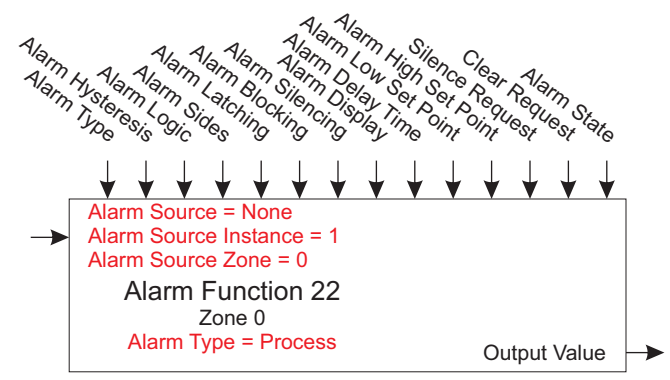 Alarm Type
Alarm Hysteresis
Alarm Logic
Alarm Sides
Alarm Latching
Alarm Blocking
Alarm Silencing
Alarm Display
Alarm Delay Time
Alarm Low Set Point
Alarm High Set Point
Silence Request
Clear Request
Alarm State
Alarm Source = None
Alarm Source Instance = 1
Alarm Source Zone = 0
Alarm Function 22
Zone 0
Alarm Type = Process
Output Value